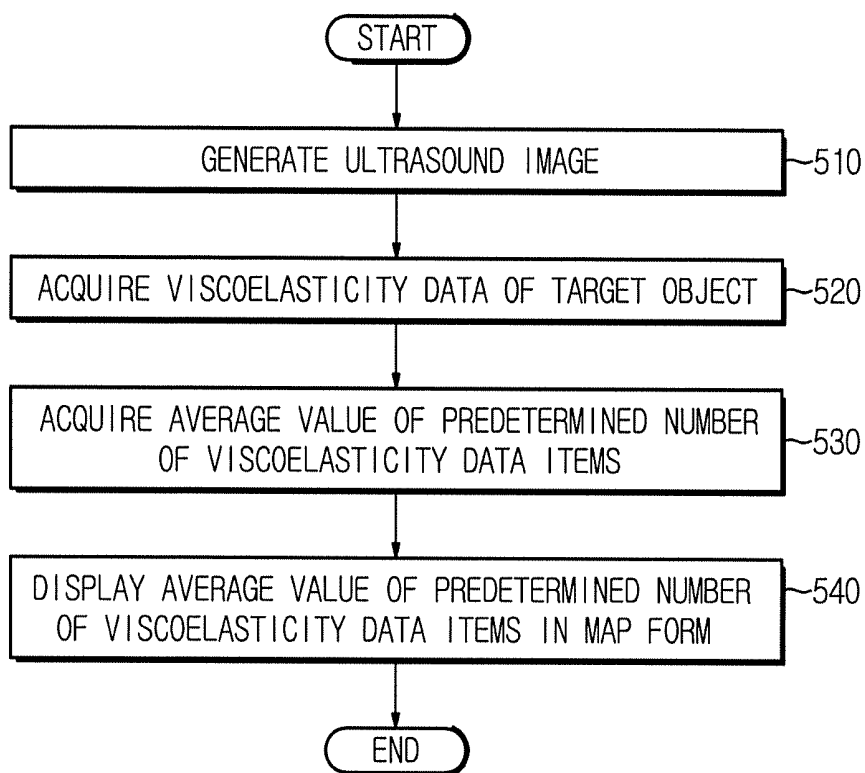 START
GENERATE ULTRASOUND IMAGE
~510
ACQUIRE VISCOELASTICITY DATA OF TARGET OBJECT
~520
ACQUIRE AVERAGE VALUE OF PREDETERMINED NUMBER
OF VISCOELASTICITY DATA ITEMS
~530
DISPLAY AVERAGE VALUE OF PREDETERMINED NUMBER
OF VISCOELASTICITY DATA ITEMS IN MAP FORM
~540
END